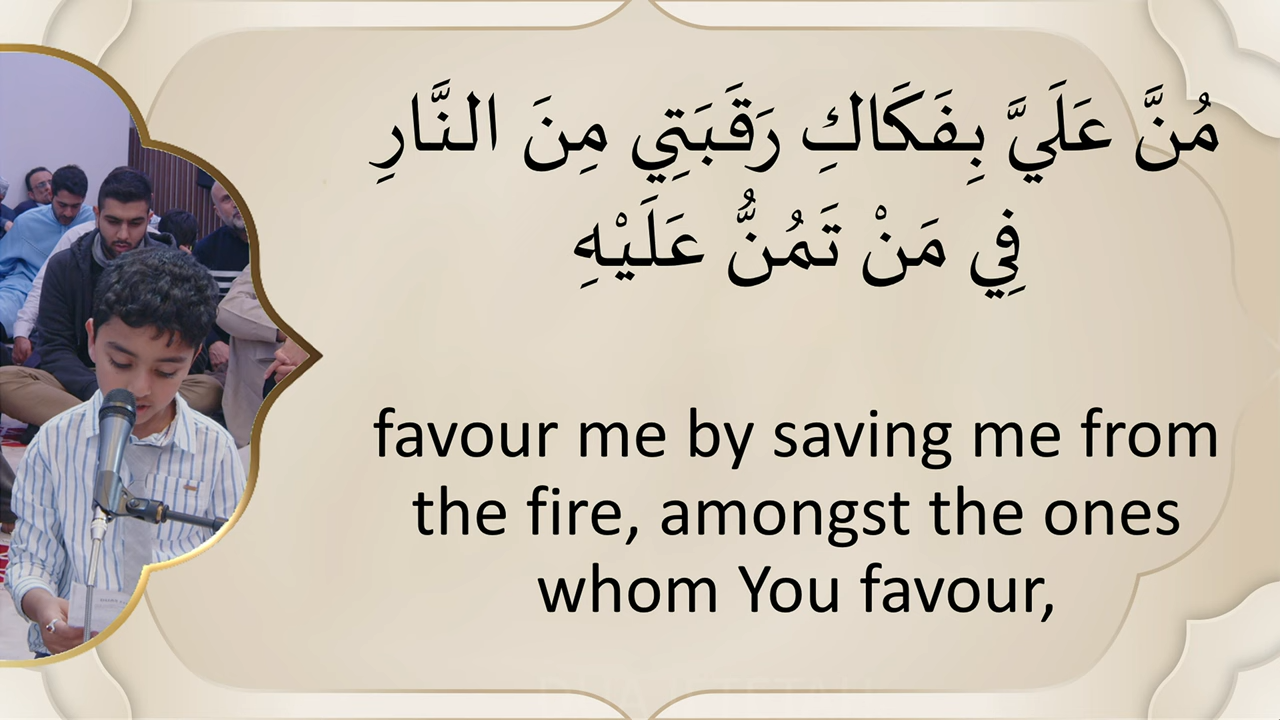 مُنَّ عَلَيَّ بِفَكَاكِ رَقَبَتِي مِنَ النَّارِ
فِي مَنْ تَمُنُّ عَلَيْهِ
favour me by saving me from
the fire, amongst the ones
whom You favour,